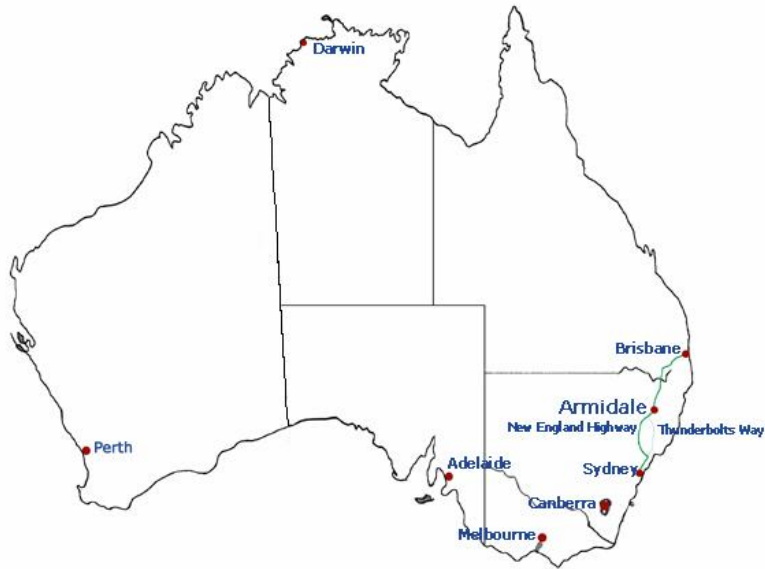 Darwin
Brisbane
Armidale
New England Highway
Thunderbolts Way
Perth
Adelaide
Sydney
Canberra
Melbourne